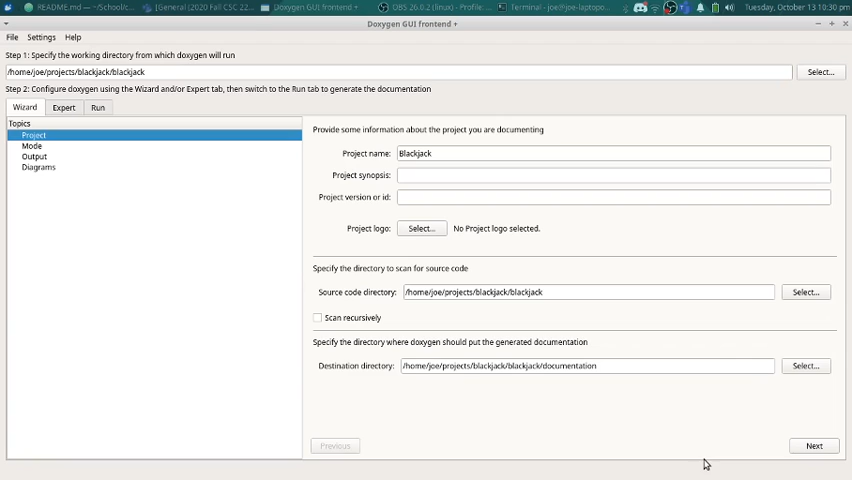 README.md — ~/School/c...
[General (2020 Fall CSC 22...
Doxygen GUI frontend +
OBS 26.0.2 (linux) - Profile: ...
Terminal - joe@joe-laptopo...
Tuesday, October 13 10:30 pm
Doxygen GUI frontend +
File Settings Help
Step 1: Specify the working directory from which doxygen will run
/home/joe/projects/blackjack/blackjack
Select...
Step 2: Configure doxygen using the Wizard and/or Expert tab, then switch to the Run tab to generate the documentation
Wizard Expert Run
Topics
Project
Mode
Output
Diagrams
Provide some information about the project you are documenting
Project name: Blackjack
Project synopsis:
Project version or id:
Project logo: Select... No Project logo selected.
Specify the directory to scan for source code
Source code directory: /home/joe/projects/blackjack/blackjack Select...
Scan recursively
Specify the directory where doxygen should put the generated documentation
Destination directory: /home/joe/projects/blackjack/blackjack/documentation Select...
Previous Next